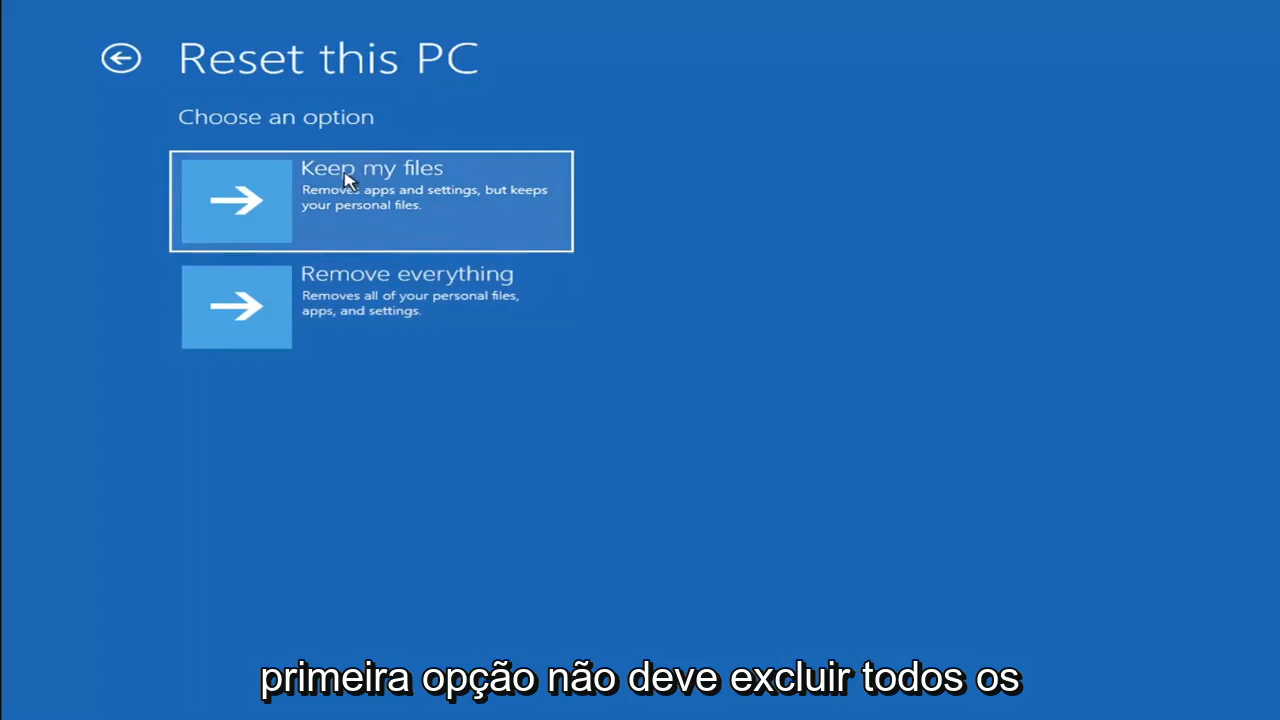 Reset this PC
Choose an option
Keep my files
Removes apps and settings, but keeps
your personal files.
Remove everything
Removes all of your personal files,
apps, and settings.
primeira opção não deve excluir todos os